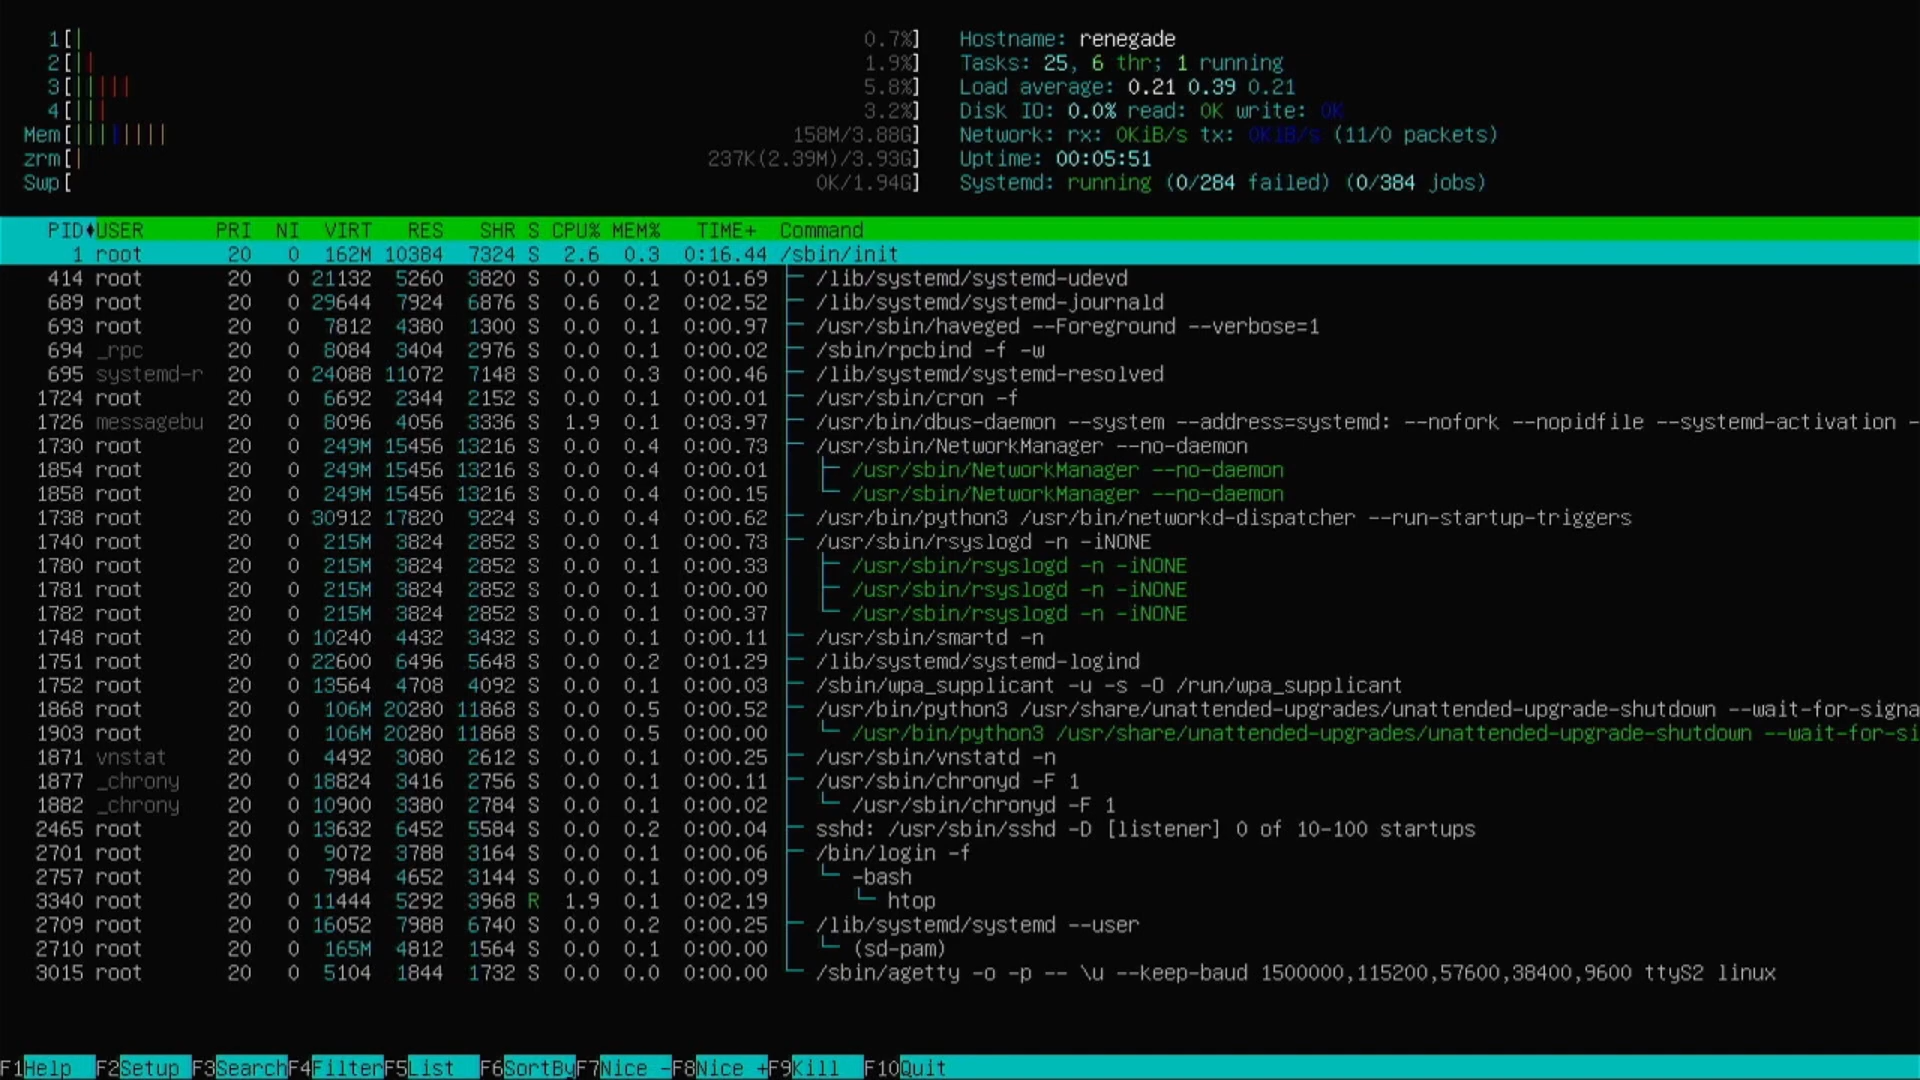 1[| 0.7%] Hostname: renegade
2[|| 1.9%] Tasks: 25, 6 thr; 1 running
3[||||| 5.8%] Load average: 0.21 0.39 0.21
4[||| 3.2%] Disk IO: 0.0% read: 0K write: 0K
Mem[|||||||| 158M/3.88G] Network: rx: 0KiB/s tx: 0KiB/s (11/0 packets)
zrm[| 237K(2.39M)/3.93G] Uptime: 00:05:51
Swp[ 0K/1.94G] Systemd: running (0/284 failed) (0/384 jobs)
PID♦USER PRI NI VIRT RES SHR S CPU% MEM% TIME+ Command
1 root 20 0 162M 10384 7324 S 2.6 0.3 0:16.44 /sbin/init
414 root 20 0 21132 5260 3820 S 0.0 0.1 0:01.69 ├─ /lib/systemd/systemd-udevd
689 root 20 0 29644 7924 6876 S 0.6 0.2 0:02.52 ├─ /lib/systemd/systemd-journald
693 root 20 0 7812 4380 1300 S 0.0 0.1 0:00.97 ├─ /usr/sbin/haveged --Foreground --verbose=1
694 _rpc 20 0 8084 3404 2976 S 0.0 0.1 0:00.02 ├─ /sbin/rpcbind -f -w
695 systemd-r 20 0 24088 11072 7148 S 0.0 0.3 0:00.46 ├─ /lib/systemd/systemd-resolved
1724 root 20 0 6692 2344 2152 S 0.0 0.1 0:00.01 ├─ /usr/sbin/cron -f
1726 messagebu 20 0 8096 4056 3336 S 1.9 0.1 0:03.97 ├─ /usr/bin/dbus-daemon --system --address=systemd: --nofork --nopidfile --systemd-activation -
1730 root 20 0 249M 15456 13216 S 0.0 0.4 0:00.73 ├─ /usr/sbin/NetworkManager --no-daemon
1854 root 20 0 249M 15456 13216 S 0.0 0.4 0:00.01 │ ├─ /usr/sbin/NetworkManager --no-daemon
1858 root 20 0 249M 15456 13216 S 0.0 0.4 0:00.15 │ └─ /usr/sbin/NetworkManager --no-daemon
1738 root 20 0 30912 17820 9224 S 0.0 0.4 0:00.62 ├─ /usr/bin/python3 /usr/bin/networkd-dispatcher --run-startup-triggers
1740 root 20 0 215M 3824 2852 S 0.0 0.1 0:00.73 ├─ /usr/sbin/rsyslogd -n -iNONE
1780 root 20 0 215M 3824 2852 S 0.0 0.1 0:00.33 │ ├─ /usr/sbin/rsyslogd -n -iNONE
1781 root 20 0 215M 3824 2852 S 0.0 0.1 0:00.00 │ ├─ /usr/sbin/rsyslogd -n -iNONE
1782 root 20 0 215M 3824 2852 S 0.0 0.1 0:00.37 │ └─ /usr/sbin/rsyslogd -n -iNONE
1748 root 20 0 10240 4432 3432 S 0.0 0.1 0:00.11 ├─ /usr/sbin/smartd -n
1751 root 20 0 22600 6496 5648 S 0.0 0.2 0:01.29 ├─ /lib/systemd/systemd-logind
1752 root 20 0 13564 4708 4092 S 0.0 0.1 0:00.03 ├─ /sbin/wpa_supplicant -u -s -O /run/wpa_supplicant
1868 root 20 0 106M 20280 11868 S 0.0 0.5 0:00.52 ├─ /usr/bin/python3 /usr/share/unattended-upgrades/unattended-upgrade-shutdown --wait-for-signa
1903 root 20 0 106M 20280 11868 S 0.0 0.5 0:00.00 │ └─ /usr/bin/python3 /usr/share/unattended-upgrades/unattended-upgrade-shutdown --wait-for-si
1871 vnstat 20 0 4492 3080 2612 S 0.0 0.1 0:00.25 ├─ /usr/sbin/vnstatd -n
1877 _chrony 20 0 18824 3416 2756 S 0.0 0.1 0:00.11 ├─ /usr/sbin/chronyd -F 1
1882 _chrony 20 0 10900 3380 2784 S 0.0 0.1 0:00.02 │ └─ /usr/sbin/chronyd -F 1
2465 root 20 0 13632 6452 5584 S 0.0 0.2 0:00.04 ├─ sshd: /usr/sbin/sshd -D [listener] 0 of 10-100 startups
2701 root 20 0 9072 3788 3164 S 0.0 0.1 0:00.06 ├─ /bin/login -f
2757 root 20 0 7984 4652 3144 S 0.0 0.1 0:00.09 │ └─ -bash
3340 root 20 0 11444 5292 3968 R 1.9 0.1 0:02.19 │ └─ htop
2709 root 20 0 16052 7988 6740 S 0.0 0.2 0:00.25 ├─ /lib/systemd/systemd --user
2710 root 20 0 165M 4812 1564 S 0.0 0.1 0:00.00 │ └─ (sd-pam)
3015 root 20 0 5104 1844 1732 S 0.0 0.0 0:00.00 └─ /sbin/agetty -o -p -- \u --keep-baud 1500000,115200,57600,38400,9600 ttyS2 linux
F1Help F2Setup F3SearchF4FilterF5List F6SortByF7Nice -F8Nice +F9Kill F10Quit